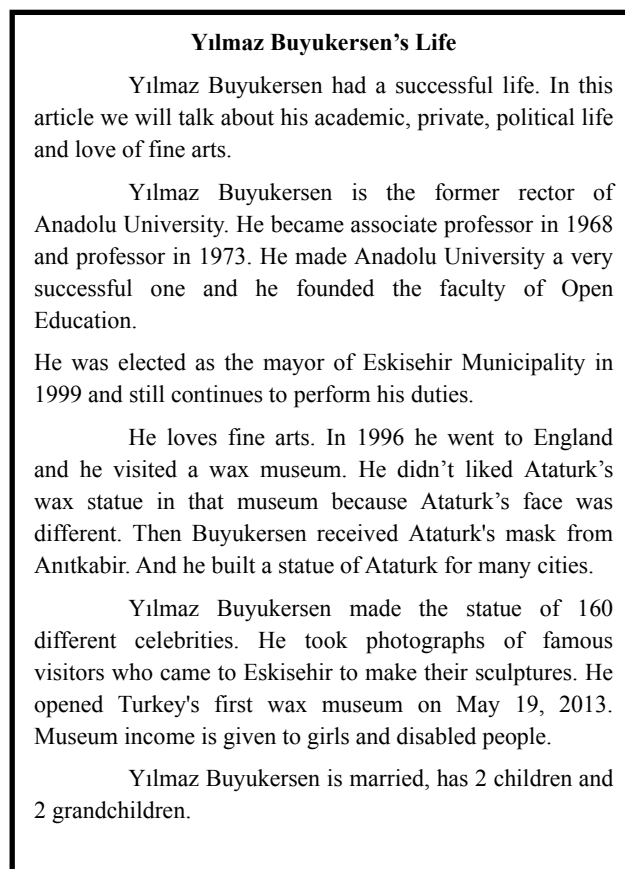 Yılmaz Buyukersen’s Life
Yılmaz Buyukersen had a successful life. In this
article we will talk about his academic, private, political life
and love of fine arts.
Yılmaz Buyukersen is the former rector of
Anadolu University. He became associate professor in 1968
and professor in 1973. He made Anadolu University a very
successful one and he founded the faculty of Open
Education.
He was elected as the mayor of Eskisehir Municipality in
1999 and still continues to perform his duties.
He loves fine arts. In 1996 he went to England
and he visited a wax museum. He didn’t liked Ataturk’s
wax statue in that museum because Ataturk’s face was
different. Then Buyukersen received Ataturk's mask from
Anıtkabir. And he built a statue of Ataturk for many cities.
Yılmaz Buyukersen made the statue of 160
different celebrities. He took photographs of famous
visitors who came to Eskisehir to make their sculptures. He
opened Turkey's first wax museum on May 19, 2013.
Museum income is given to girls and disabled people.
Yılmaz Buyukersen is married, has 2 children and
2 grandchildren.